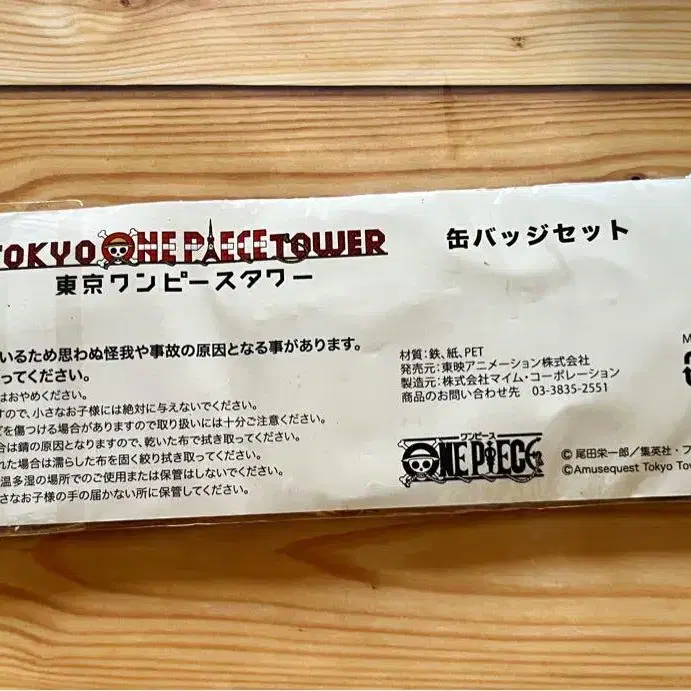 TOKYO ONE PIECE TOWER
東京ワンピースタワー
缶バッジセット
いるため思わぬ怪我や事故の原因となる事があります。
ってください。
はおやめください。
すので、小さなお子様には絶対に与えないでください。
を傷つける場合がありますので取り扱いには十分ご注意ください。
合は錆の原因となりますので、乾いた布で拭き取ってください。
れた場合は濡らした布を固く絞り拭き取ってください。
温多湿の場所でのご使用または保管はしないでください。
さなお子様の手の届かない所に保管してください。
材質：鉄、紙、PET
発売元：東映アニメーション株式会社
製造元：株式会社マイム・コーポレーション
商品のお問い合わせ先 03-3835-2551
ワンピース
ONE PIECE
© 尾田栄一郎／集英社・フ
©Amusequest Tokyo To
M